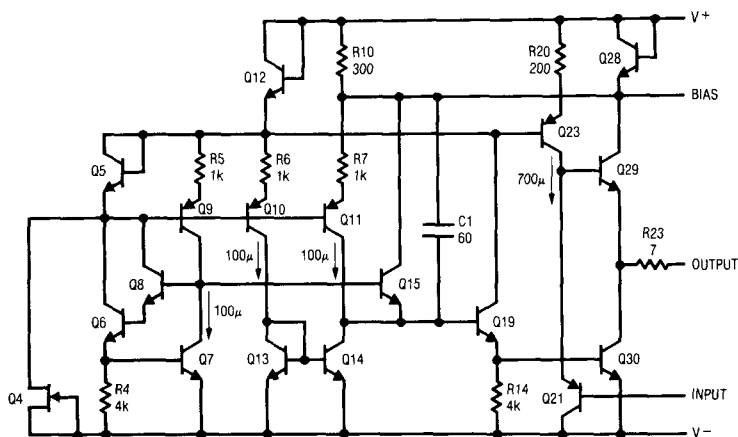 V+
R10
300
R20
200
Q28
Q12
BIAS
Q23
Q5
R5
1k
R6
1k
R7
1k
Q29
700μ
Q9
Q10
Q11
C1
60
R23
7
100μ
100μ
Q8
Q15
OUTPUT
Q6
100μ
Q19
Q7
Q13
Q14
Q30
R4
4k
R14
4k
Q4
Q21
INPUT
V−